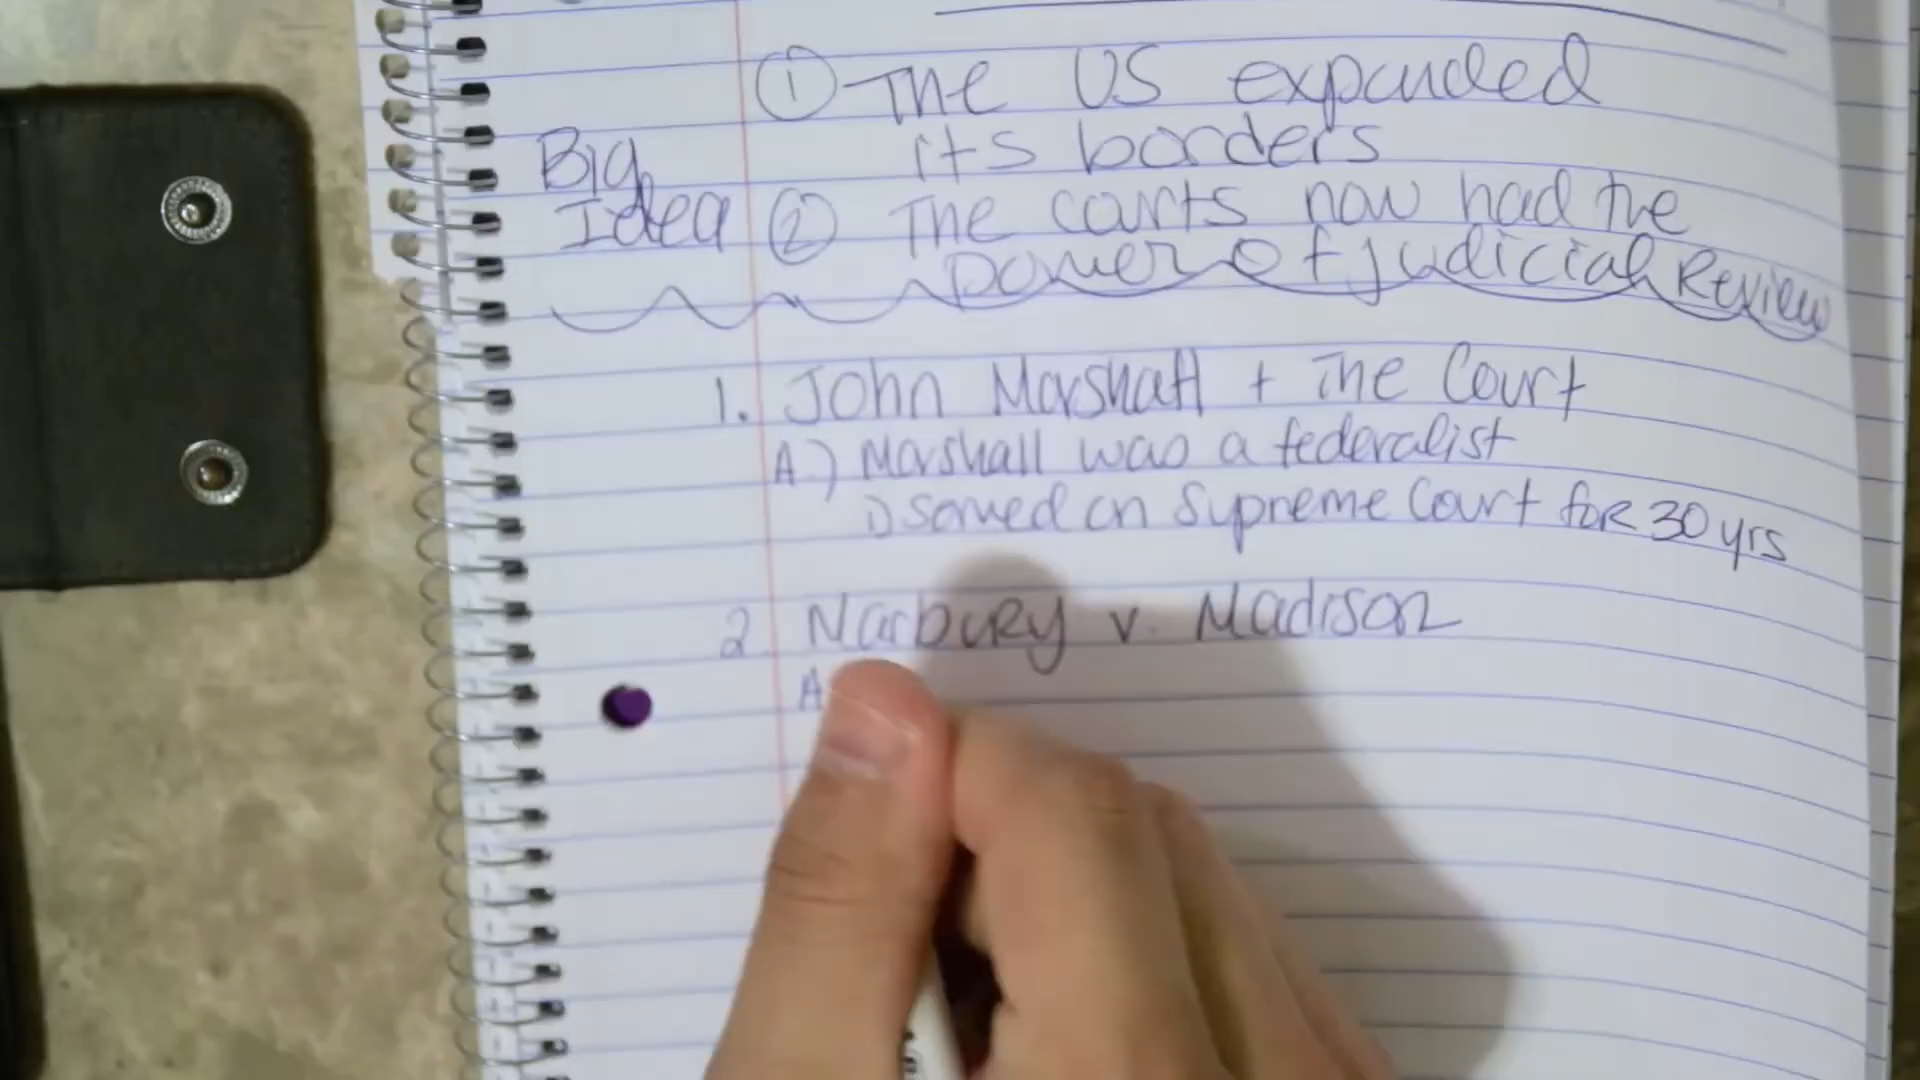 ① The US expanded
its borders
Big
Idea ② The courts now had the
power of judicial Review
1. John Marshall + The Court
A.) Marshall was a federalist
1) served on Supreme Court for 30 yrs
2. Marbury v. Madison
A